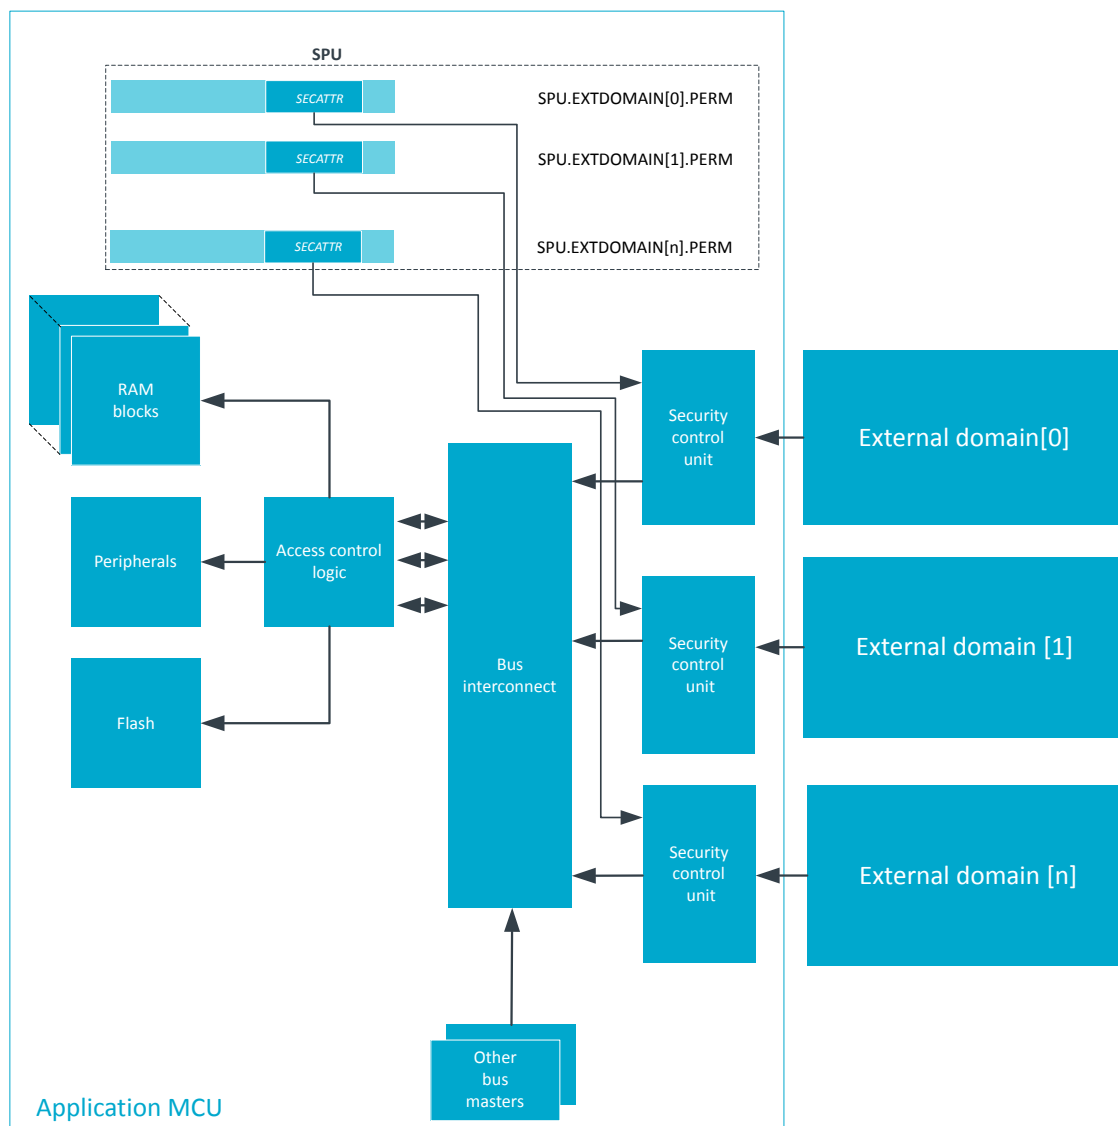 SPU
SECATTR
SPU.EXTDOMAIN[0].PERM
SECATTR
SPU.EXTDOMAIN[1].PERM
SECATTR
SPU.EXTDOMAIN[n].PERM
RAM
blocks
Security
control
unit
External domain[0]
Peripherals
Access control
logic
Bus
interconnect
Security
control
unit
External domain [1]
Flash
Security
control
unit
External domain [n]
Other
bus
masters
Application MCU